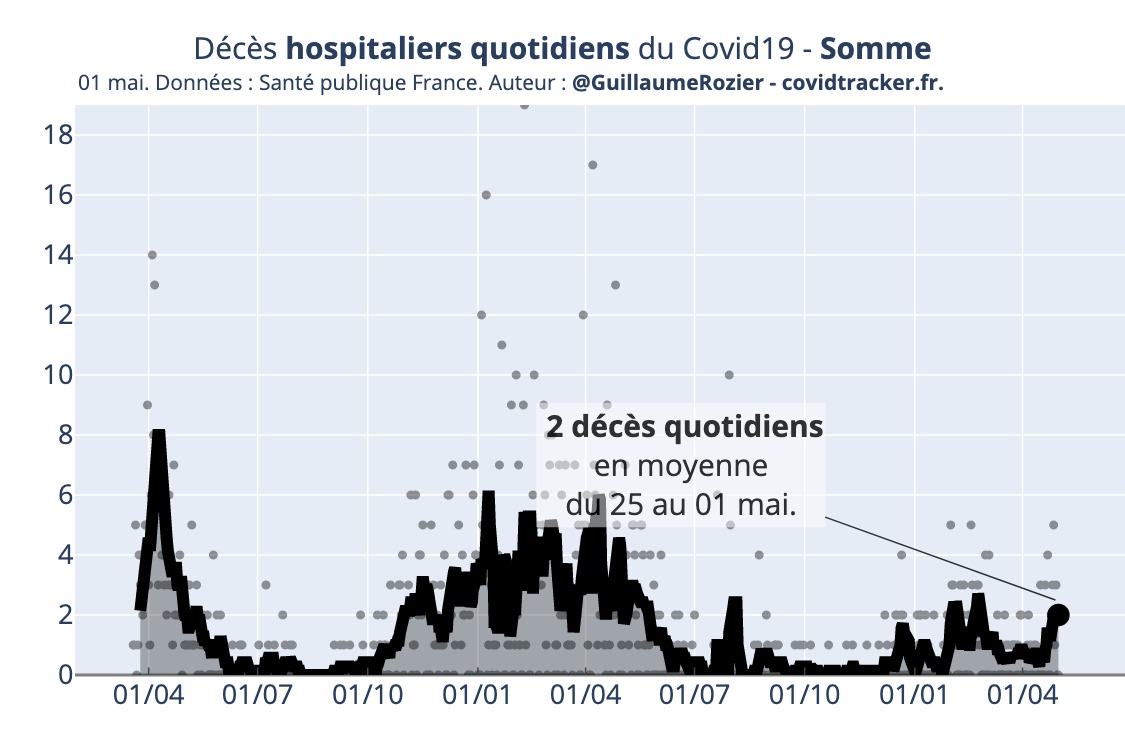 Décès hospitaliers quotidiens du Covid19 - Somme
01 mai. Données : Santé publique France. Auteur : @GuillaumeRozier - covidtracker.fr.
18
16
14
12
10
8
6
4
2
0
2 décès quotidiens
en moyenne
du 25 au 01 mai.
01/04 01/07 01/10 01/01 01/04 01/07 01/10 01/01 01/04